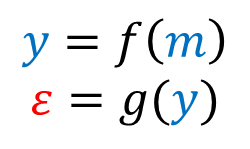 y = f(m)
ε = g(y)